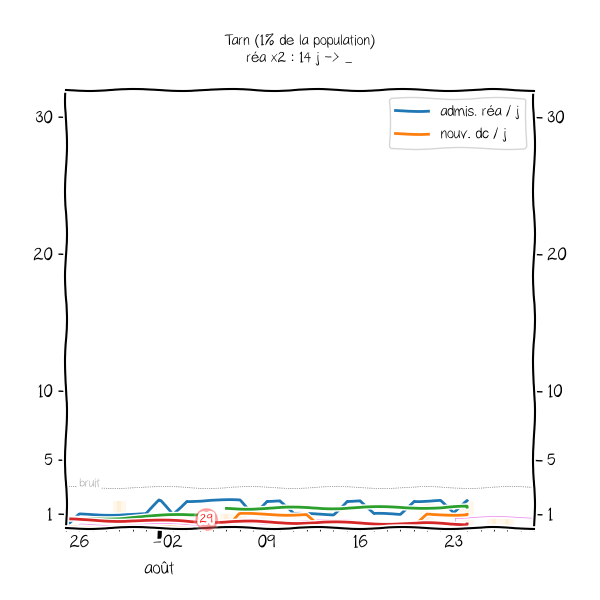 Tarn (1% de la population)
réa x2 : 14 j -> _
admis. réa / j
nouv. dc / j
30 30
20 20
10 10
5 5
bruit
1 29 1
26 02 09 16 23
août